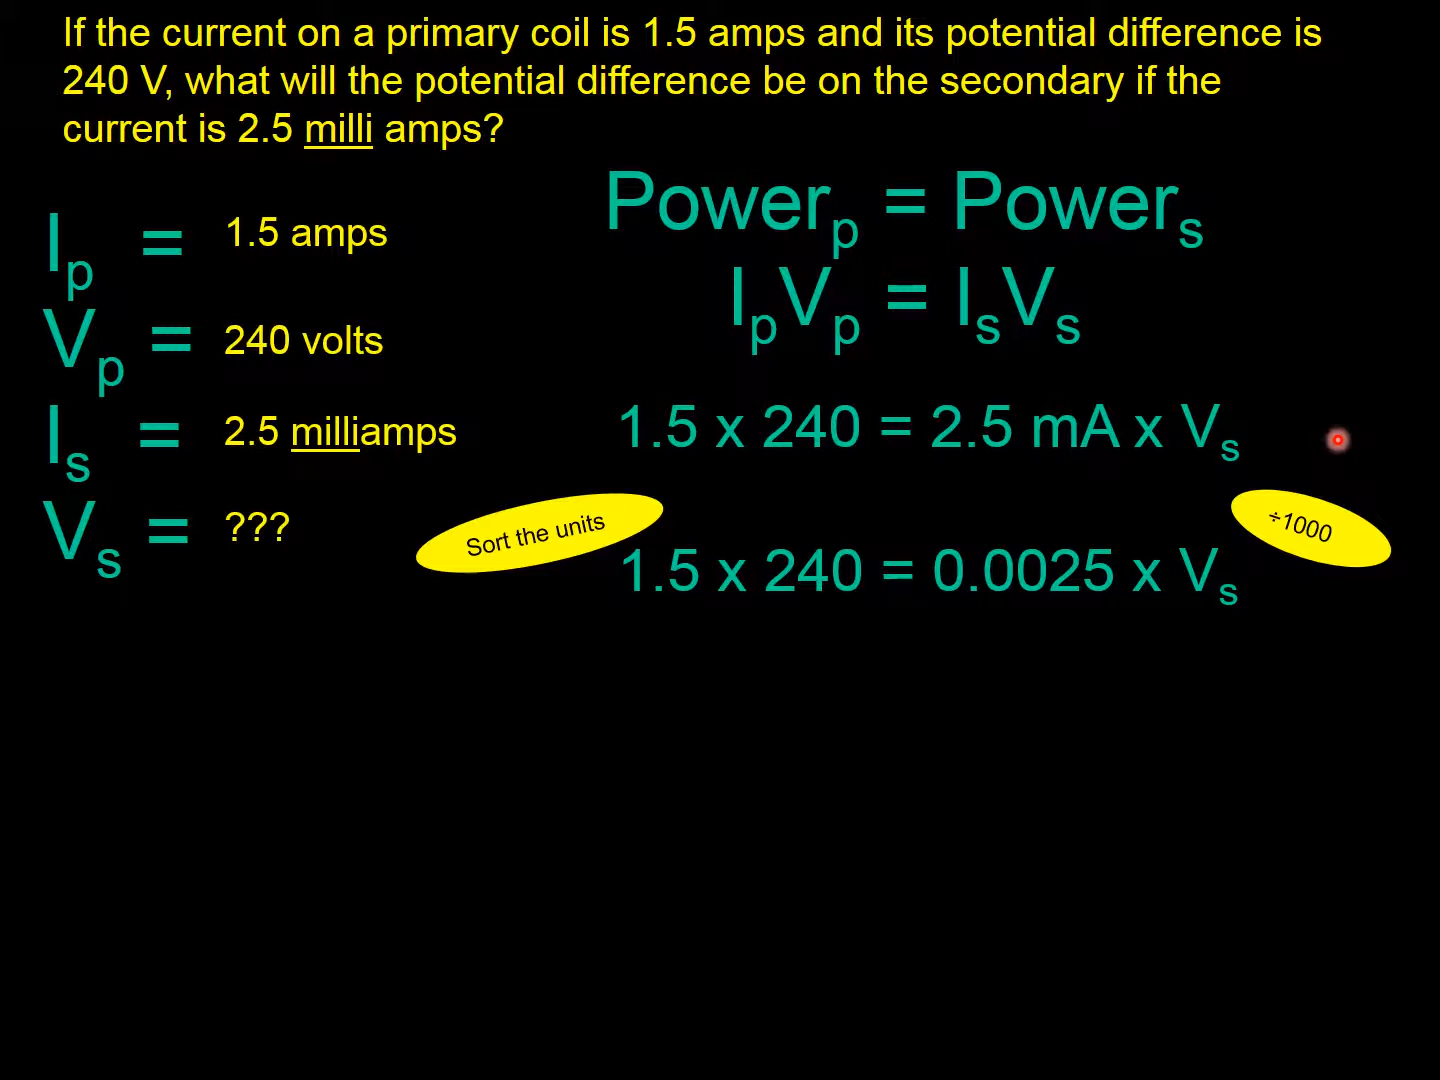 If the current on a primary coil is 1.5 amps and its potential difference is
240 V, what will the potential difference be on the secondary if the
current is 2.5 milli amps?
Powerp = Powers
Ip = 1.5 amps
IpVp = IsVs
Vp = 240 volts
Is = 2.5 milliamps
1.5 x 240 = 2.5 mA x Vs
Vs = ???
Sort the units
÷1000
1.5 x 240 = 0.0025 x Vs